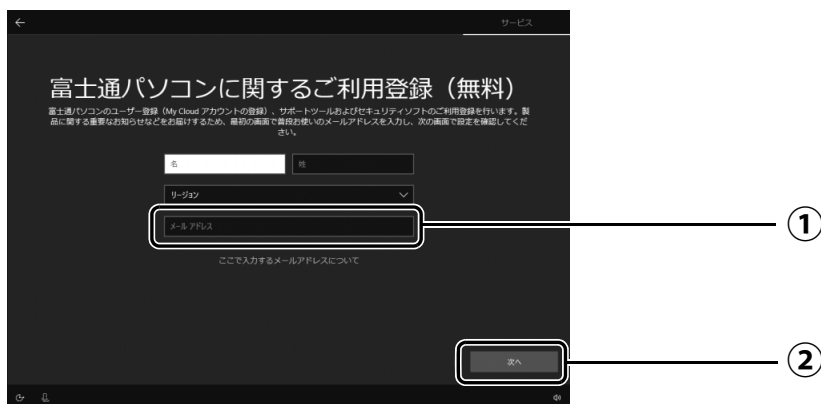 サービス
富士通パソコンに関するご利用登録（無料）
富士通パソコンのユーザー登録（My Cloud アカウントの登録）、サポートツールおよびセキュリティソフトのご利用登録を行います。製
品に関する重要なお知らせなどをお届けするため、最初の画面で普段お使いのメールアドレスを入力し、次の画面で設定を確認してくだ
さい。
名 姓
リージョン
メール アドレス
①
ここで入力するメールアドレスについて
次へ
②